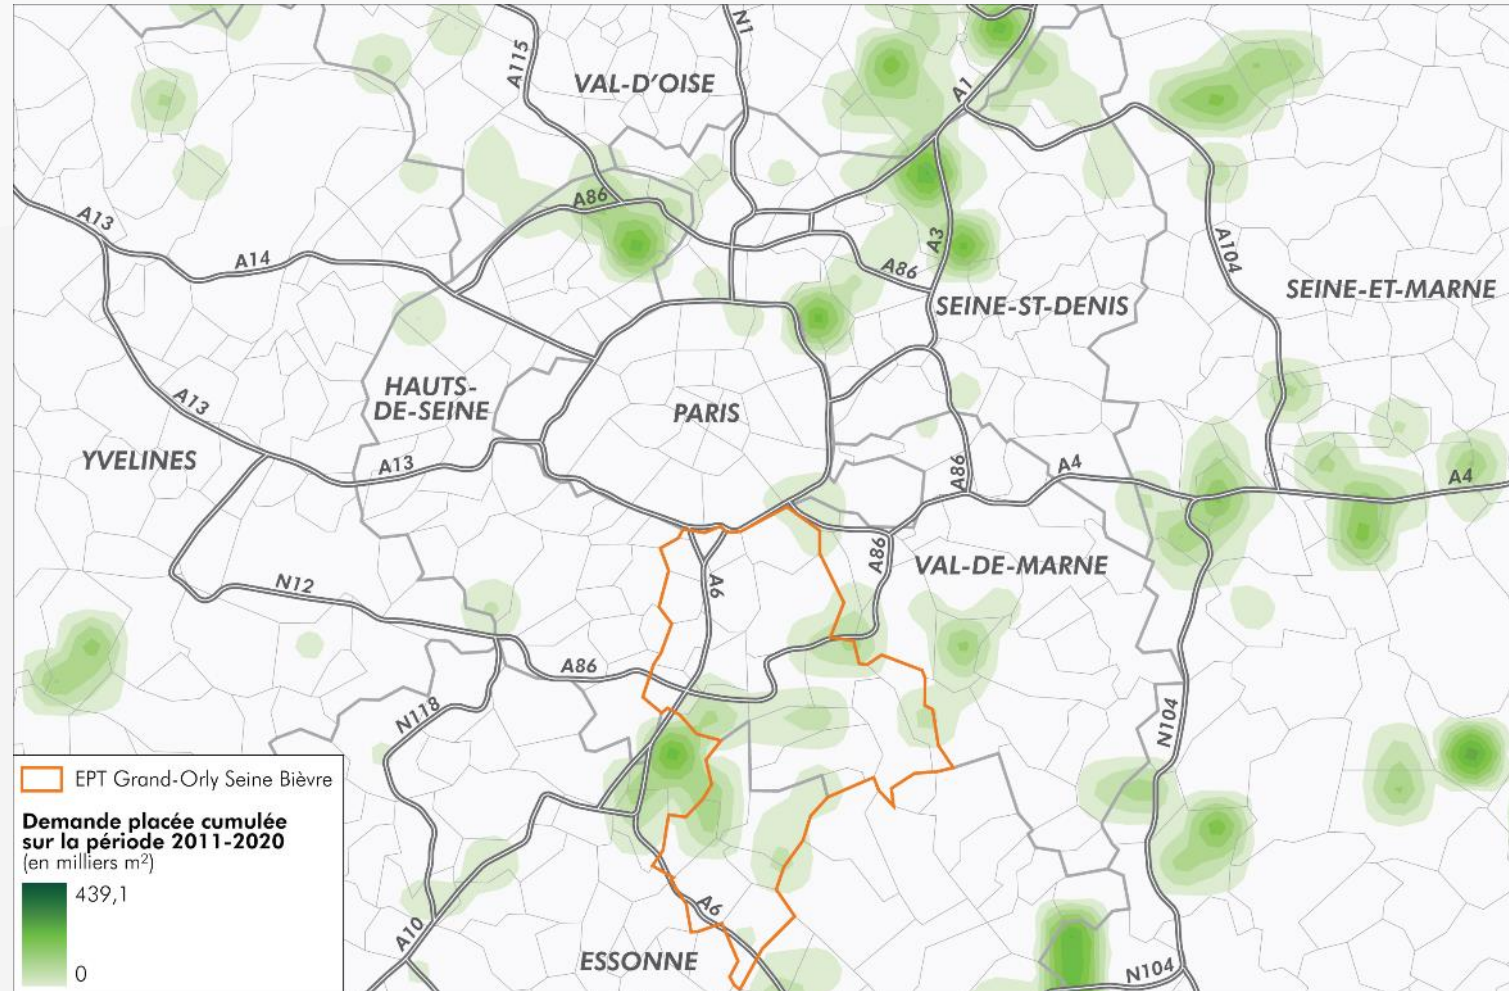 A115
N1
VAL-D'OISE
A1
A86
A13
A14
A3
A104
A86
SEINE-ET-MARNE
SEINE-ST-DENIS
HAUTS-
DE-SEINE
PARIS
A13
YVELINES
A13
A86
A4
A4
A86
VAL-DE-MARNE
N12
A6
A86
N118
N104
EPT Grand-Orly Seine Bièvre
Demande placée cumulée
sur la période 2011-2020
(en milliers m²)
439,1
0
A10
A6
ESSONNE
N104